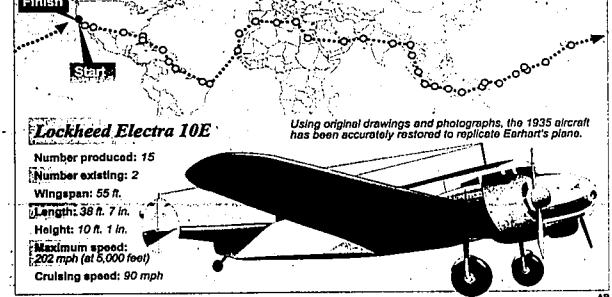 Finish
Start
Lockheed Electra 10E
Using original drawings and photographs, the 1935 aircraft
has been accurately restored to replicate Earhart's plane.
Number produced: 15
Number existing: 2
Wingspan: 55 ft.
Length: 38 ft. 7 in.
Height: 10 ft. 1 in.
Maximum speed:
202 mph (at 5,000 feet)
Cruising speed: 90 mph